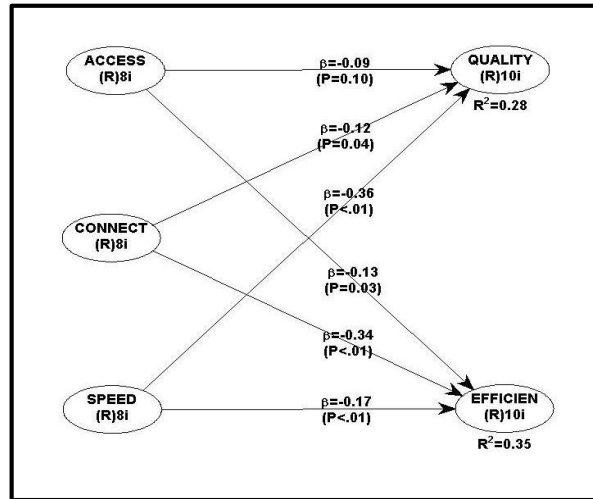 ACCESS
(R)8i
β=-0.09
(P=0.10)
QUALITY
(R)10i
R²=0.28
β=-0.12
(P=0.04)
β=-0.36
(P<.01)
CONNECT
(R)8i
β=-0.13
(P=0.03)
β=-0.34
(P<.01)
SPEED
(R)8i
β=-0.17
(P<.01)
EFFICIEN
(R)10i
R²=0.35